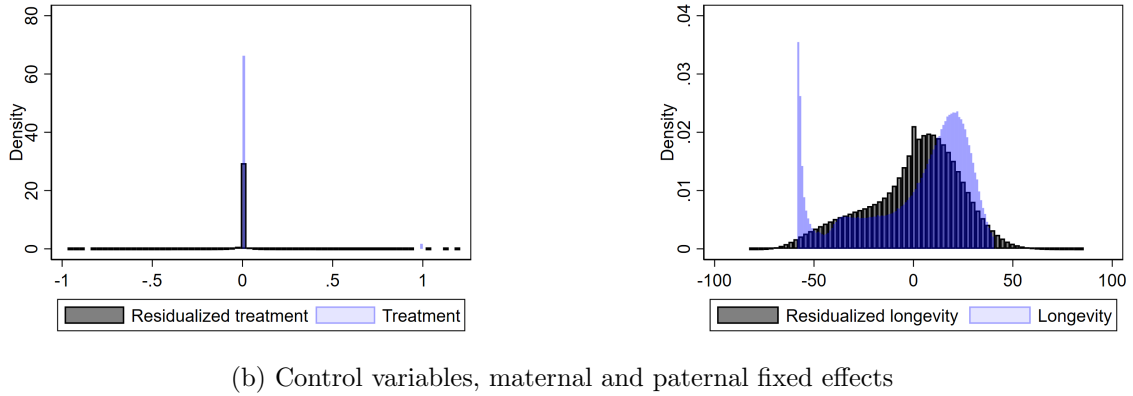 80
60
40
20
0
Density
-1
-.5
0
.5
1
Residualized treatment
Treatment
.04
.03
.02
.01
0
Density
-100
-50
0
50
100
Residualized longevity
Longevity
(b) Control variables, maternal and paternal fixed effects